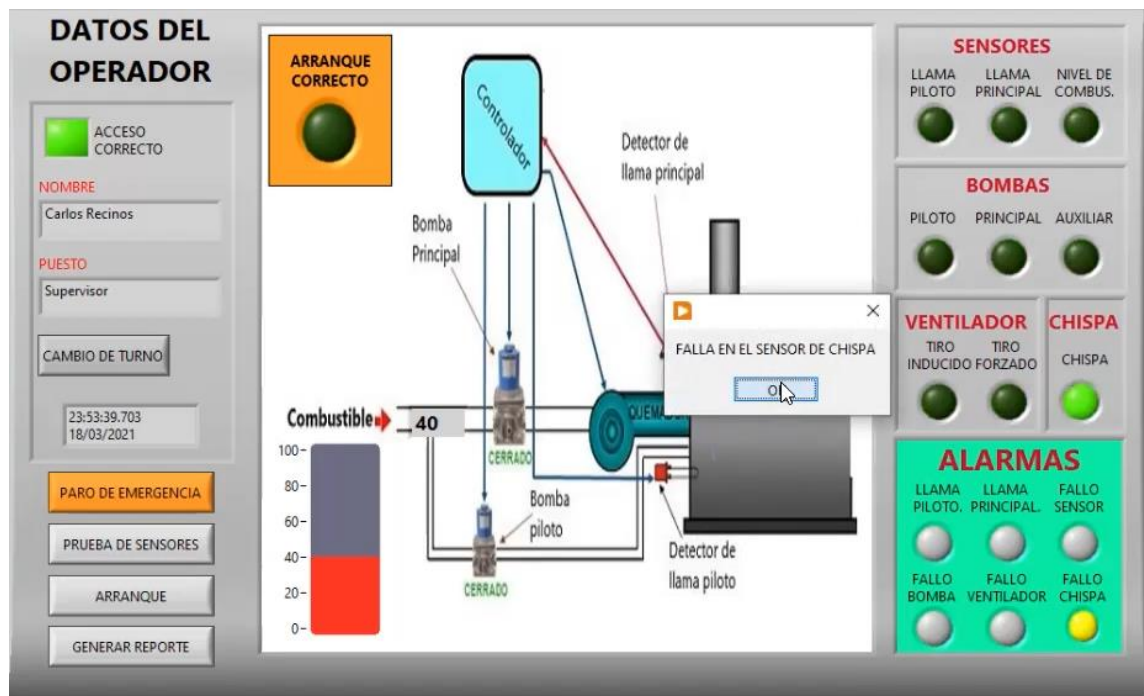 DATOS DEL
OPERADOR
ACCESO
CORRECTO
NOMBRE
Carlos Recinos
PUESTO
Supervisor
CAMBIO DE TURNO
23:53:39.703
18/03/2021
PARO DE EMERGENCIA
PRUEBA DE SENSORES
ARRANQUE
GENERAR REPORTE
ARRANQUE
CORRECTO
Controlador
Detector de
llama principal
Bomba
Principal
Combustible
40
CERRADO
100
80
60
40
20
0
Bomba
piloto
CERRADO
Detector de
llama piloto
FALLA EN EL SENSOR DE CHISPA
SENSORES
LLAMA PILOTO
LLAMA PRINCIPAL
NIVEL DE COMBUS.
BOMBAS
PILOTO
PRINCIPAL
AUXILIAR
VENTILADOR
TIRO INDUCIDO
TIRO FORZADO
CHISPA
CHISPA
ALARMAS
LLAMA PILOTO.
LLAMA PRINCIPAL.
FALLO SENSOR
FALLO BOMBA
FALLO VENTILADOR
FALLO CHISPA